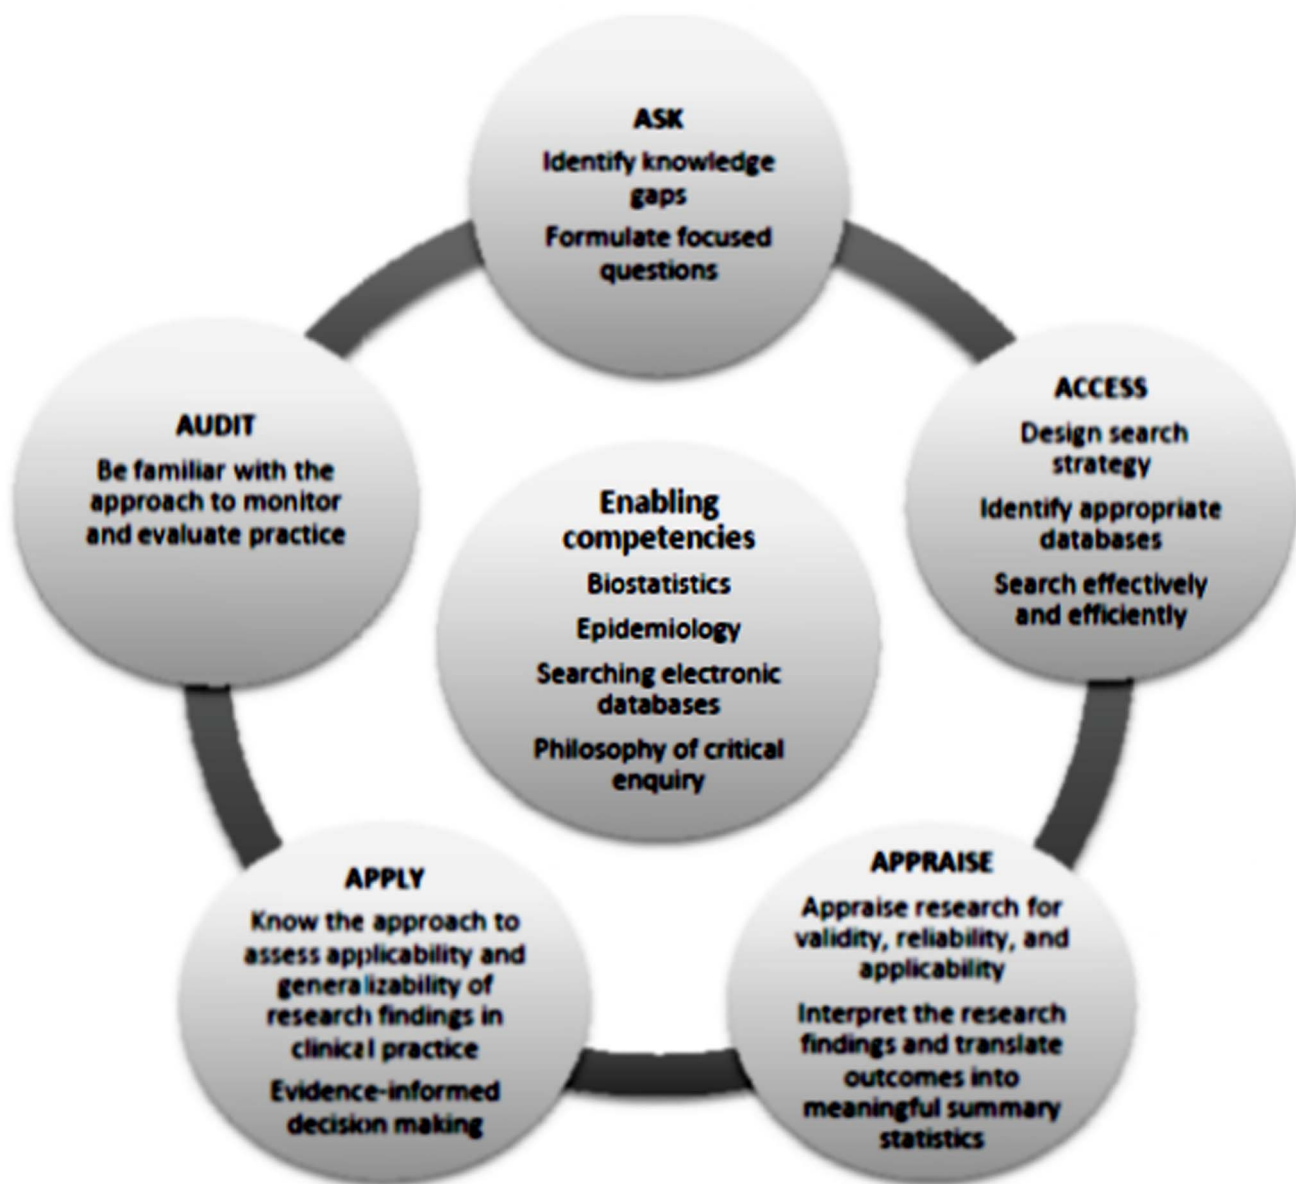 ASK
Identify knowledge
gaps
Formulate focused
questions
ACCESS
Design search
strategy
Identify appropriate
databases
Search effectively
and efficiently
APPRAISE
Appraise research for
validity, reliability, and
applicability
Interpret the research
findings and translate
outcomes into
meaningful summary
statistics
APPLY
Know the approach to
assess applicability and
generalizability of
research findings in
clinical practice
Evidence-informed
decision making
AUDIT
Be familiar with the
approach to monitor
and evaluate practice
Enabling
competencies
Biostatistics
Epidemiology
Searching electronic
databases
Philosophy of critical
enquiry